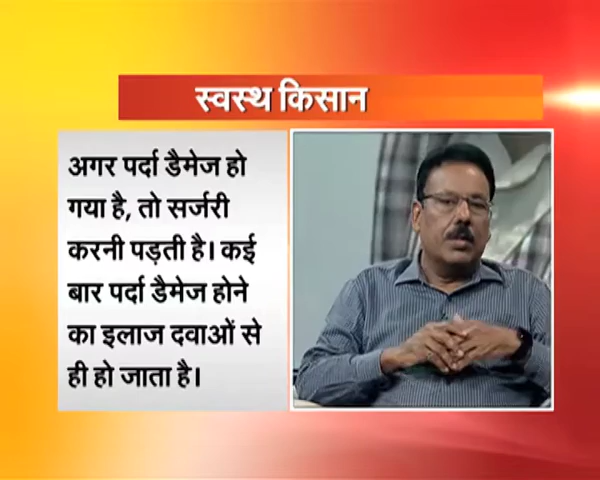 स्वस्थ किसान
अगर पर्दा डैमेज हो
गया है, तो सर्जरी
करनी पड़ती है। कई
बार पर्दा डैमेज होने
का इलाज दवाओं से
ही हो जाता है।